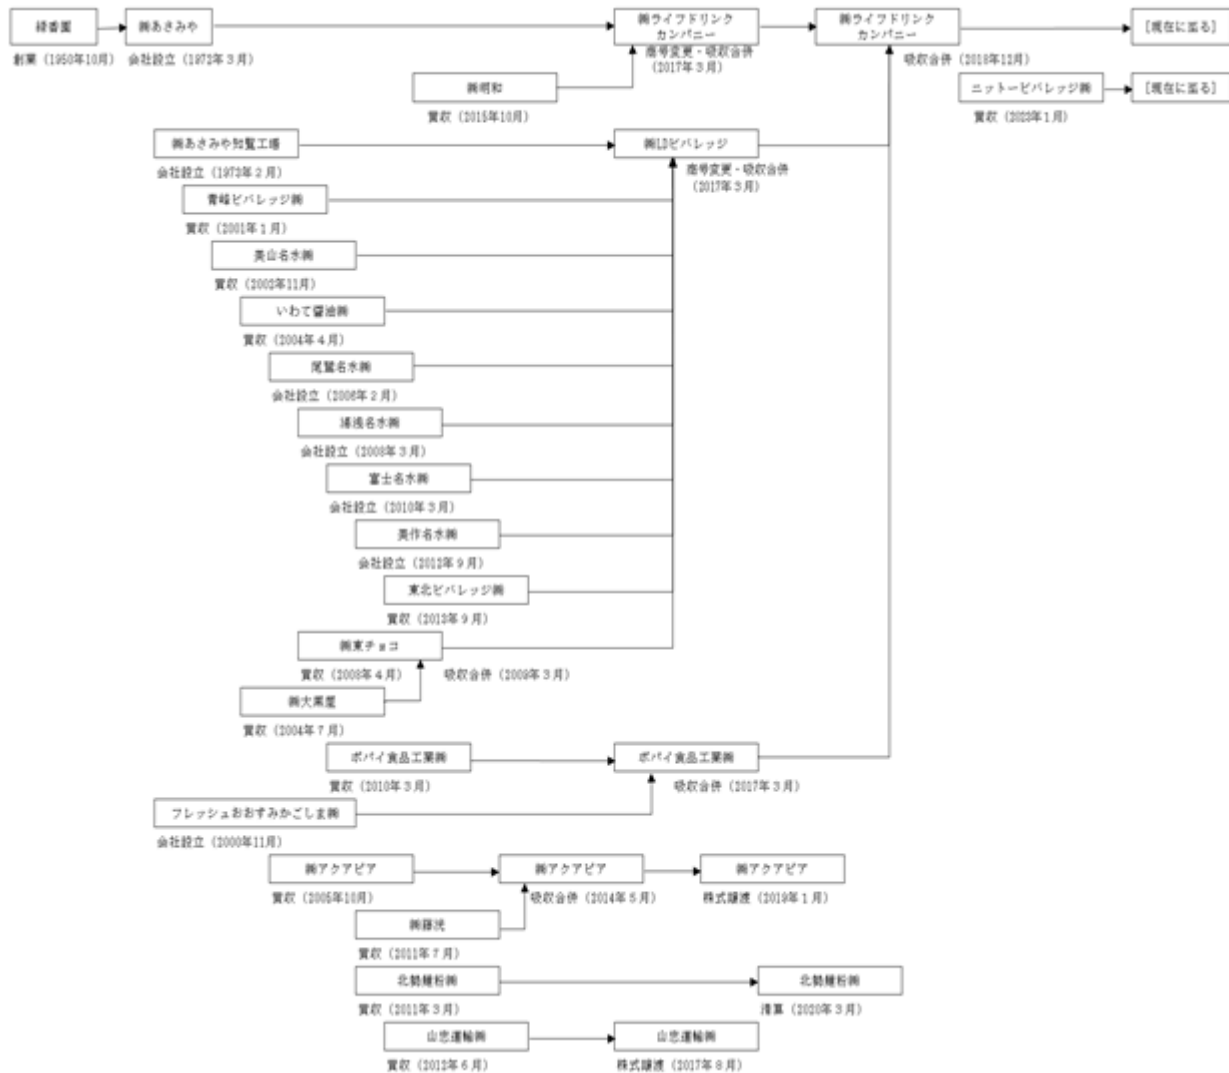 緑香園
㈱あさみや
㈱ライフドリンク
カンパニー
㈱ライフドリンク
カンパニー
[現在に至る]
創業（1950年10月）
会社設立（1972年３月）
商号変更・吸収合併
（2017年３月）
吸収合併（2018年12月）
㈱明和
買収（2015年10月）
ニットービバレッジ㈱
[現在に至る]
買収（2023年１月）
㈱あさみや知覧工場
会社設立（1973年２月）
㈱LDビバレッジ
商号変更・吸収合併
（2017年３月）
青峰ビバレッジ㈱
買収（2001年１月）
美山名水㈱
買収（2002年11月）
いわて醤油㈱
買収（2004年４月）
尾鷲名水㈱
会社設立（2006年２月）
湯浅名水㈱
会社設立（2008年３月）
富士名水㈱
会社設立（2010年３月）
美作名水㈱
会社設立（2012年９月）
東北ビバレッジ㈱
買収（2013年９月）
㈱東チョコ
買収（2008年４月）
吸収合併（2009年３月）
㈱大黒屋
買収（2004年７月）
ポパイ食品工業㈱
買収（2010年３月）
ポパイ食品工業㈱
吸収合併（2017年３月）
フレッシュおおすみかごしま㈱
会社設立（2000年11月）
㈱アクアピア
買収（2005年10月）
㈱アクアピア
吸収合併（2014年５月）
㈱アクアピア
株式譲渡（2019年１月）
買収（2011年７月）
北勢麺粉㈱
買収（2011年３月）
北勢麺粉㈱
清算（2020年３月）
山忠運輸㈱
買収（2012年６月）
山忠運輸㈱
株式譲渡（2017年８月）